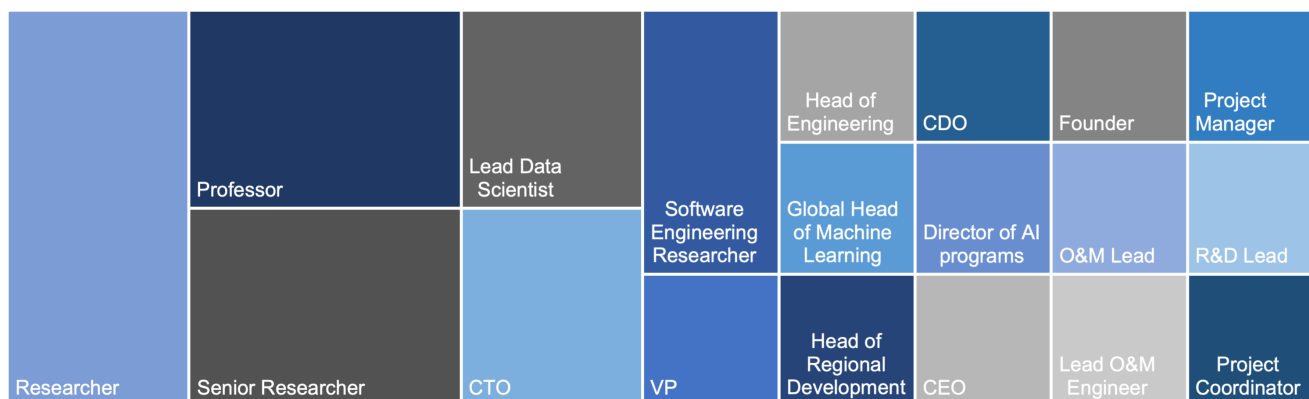 Researcher
Professor
Senior Researcher
Lead Data
Scientist
CTO
Software
Engineering
Researcher
VP
Head of
Engineering
Global Head
of Machine
Learning
Head of
Regional
Development
CDO
Director of AI
programs
CEO
Founder
O&M Lead
Lead O&M
Engineer
Project
Manager
R&D Lead
Project
Coordinator